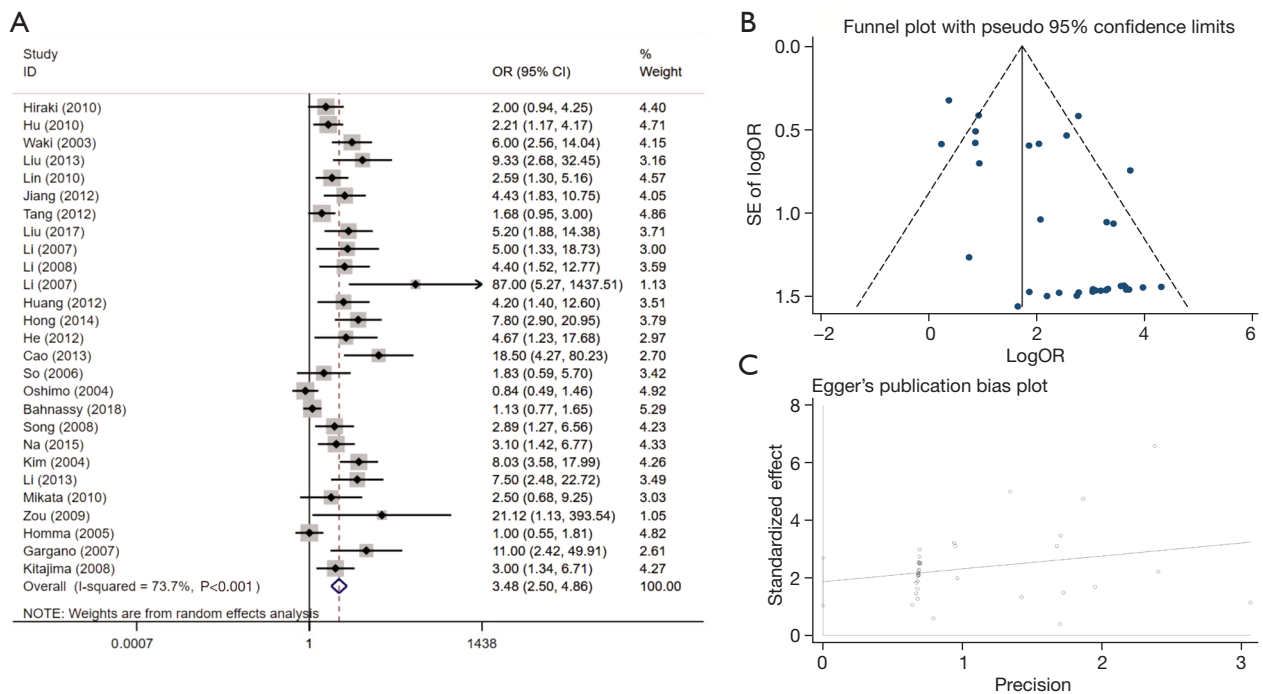 A
Study
ID OR (95% CI) % Weight
Hiraki (2010) 2.00 (0.94, 4.25) 4.40
Hu (2010) 2.21 (1.17, 4.17) 4.71
Waki (2003) 6.00 (2.56, 14.04) 4.15
Liu (2013) 9.33 (2.68, 32.45) 3.16
Lin (2010) 2.59 (1.30, 5.16) 4.57
Jiang (2012) 4.43 (1.83, 10.75) 4.05
Tang (2012) 1.68 (0.95, 3.00) 4.86
Liu (2017) 5.20 (1.88, 14.38) 3.71
Li (2007) 5.00 (1.33, 18.73) 3.00
Li (2008) 4.40 (1.52, 12.77) 3.59
Li (2007) 87.00 (5.27, 1437.51) 1.13
Huang (2012) 4.20 (1.40, 12.60) 3.51
Hong (2014) 7.80 (2.90, 20.95) 3.79
He (2012) 4.67 (1.23, 17.68) 2.97
Cao (2013) 18.50 (4.27, 80.23) 2.70
So (2006) 1.83 (0.59, 5.70) 3.42
Oshimo (2004) 0.84 (0.49, 1.46) 4.92
Bahnassy (2018) 1.13 (0.77, 1.65) 5.29
Song (2008) 2.89 (1.27, 6.56) 4.23
Na (2015) 3.10 (1.42, 6.77) 4.33
Kim (2004) 8.03 (3.58, 17.99) 4.26
Li (2013) 7.50 (2.48, 22.72) 3.49
Mikata (2010) 2.50 (0.68, 9.25) 3.03
Zou (2009) 21.12 (1.13, 393.54) 1.05
Homma (2005) 1.00 (0.55, 1.81) 4.82
Gargano (2007) 11.00 (2.42, 49.91) 2.61
Kitajima (2008) 3.00 (1.34, 6.71) 4.27
Overall (I-squared = 73.7%, P<0.001 ) 3.48 (2.50, 4.86) 100.00
NOTE: Weights are from random effects analysis
0.0007 1 1438
B
Funnel plot with pseudo 95% confidence limits
SE of logOR
0.0
0.5
1.0
1.5
−2 0 2 4 6
LogOR
C
Egger's publication bias plot
Standardized effect
8
6
4
2
0
0 1 2 3
Precision